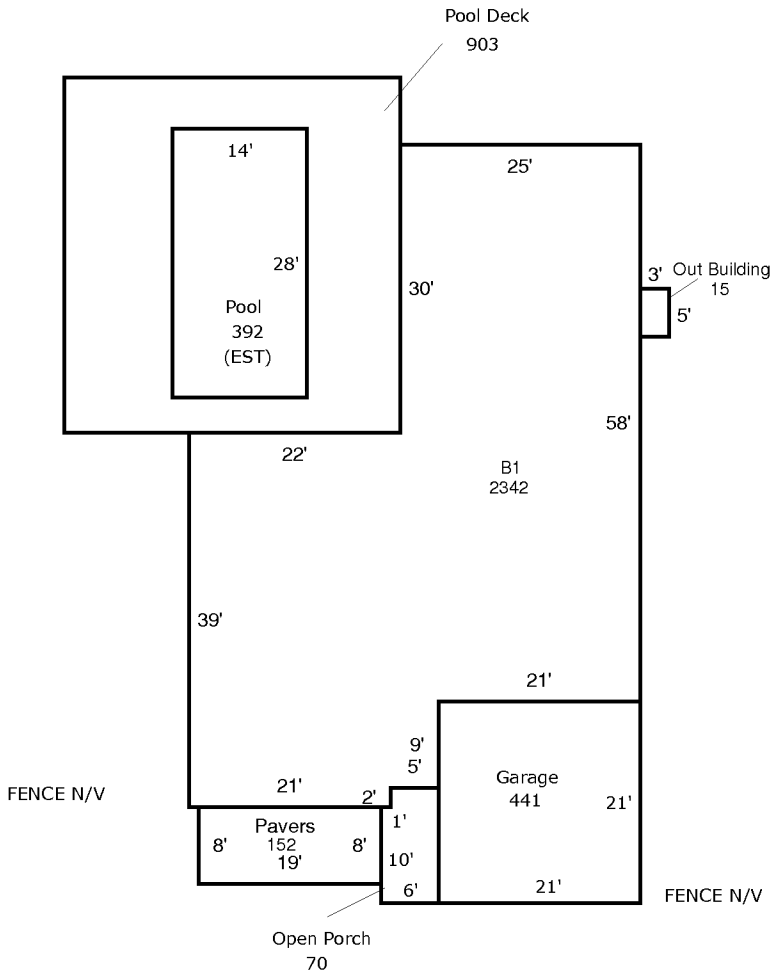 Pool Deck
903
14'
25'
28'
3'
Out Building
15
30'
5'
Pool
392
(EST)
58'
22'
B1
2342
39'
21'
9'
5'
Garage
441
21'
FENCE N/V
21'
2'
Pavers
152
19'
8'
8'
1'
10'
6'
21'
FENCE N/V
Open Porch
70